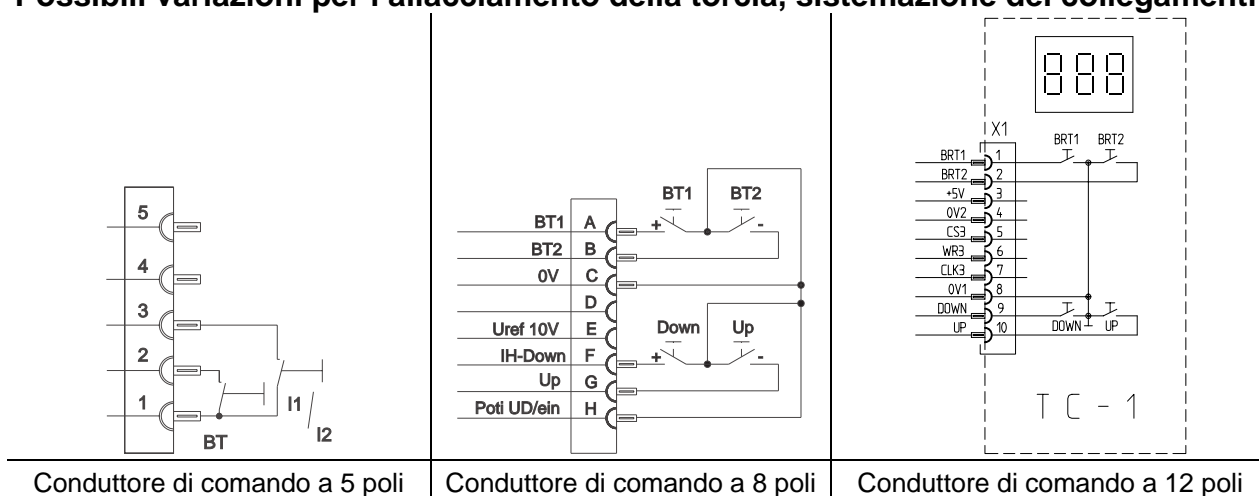 Possibili variazioni per l'allacciamento della torcia, sistemazione dei collegamenti
5
4
3
2
1
BT
I1
I2
BT1 BT2
BT1 A + -
BT2 B
0V C
D
Uref 10V E Down Up
IH-Down F + -
Up G
Poti UD/ein H
888
X1
BRT1 BRT2
BRT1 1
BRT2 2
+5V 3
0V2 4
CS3 5
WR3 6
CLK3 7
0V1 8
DOWN 9
UP 10
DOWN UP
TC-1
Conduttore di comando a 5 poli
Conduttore di comando a 8 poli
Conduttore di comando a 12 poli